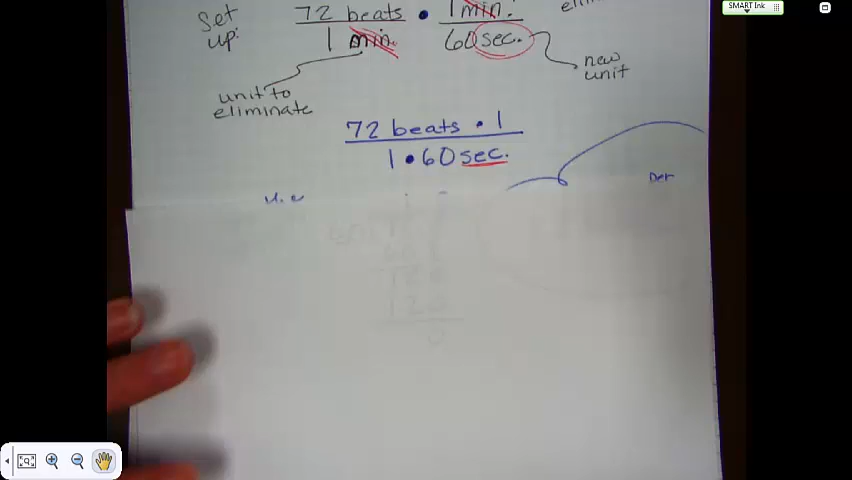 SMART Ink
Set up:
72 beats • 1 min.
1 min. 60 sec.
unit to eliminate
new unit
72 beats • 1
1 • 60 sec.
per